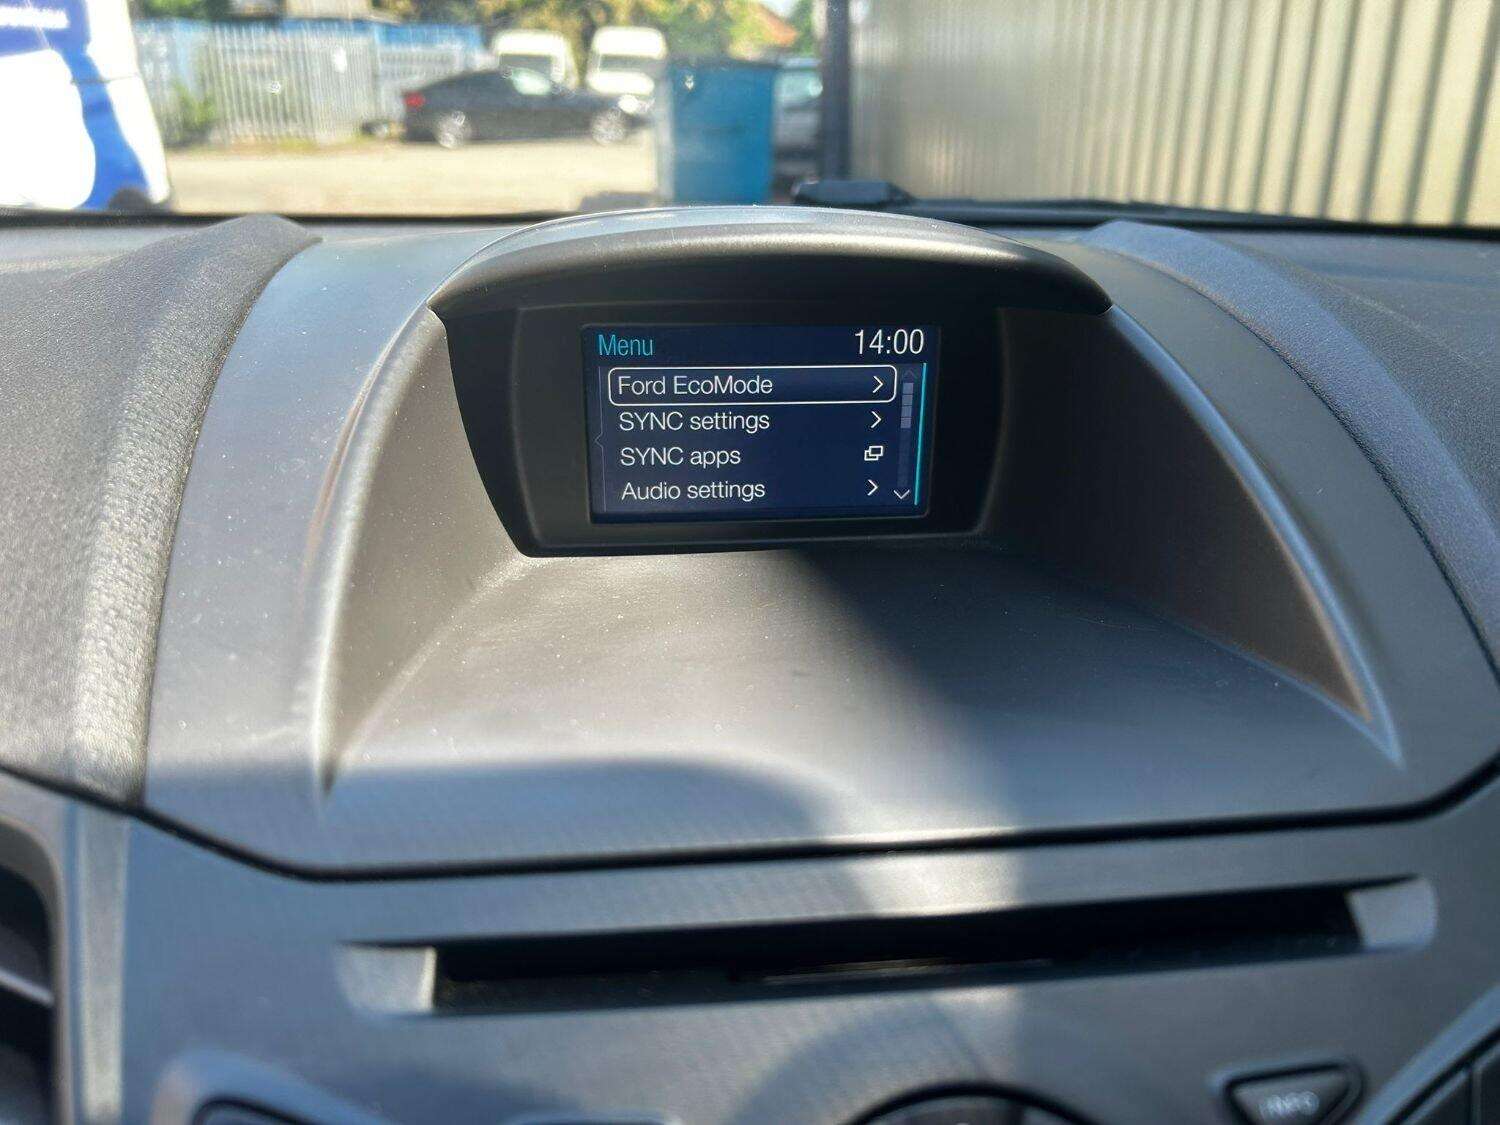 Menu 14:00
Ford EcoMode
SYNC settings
SYNC apps
Audio settings